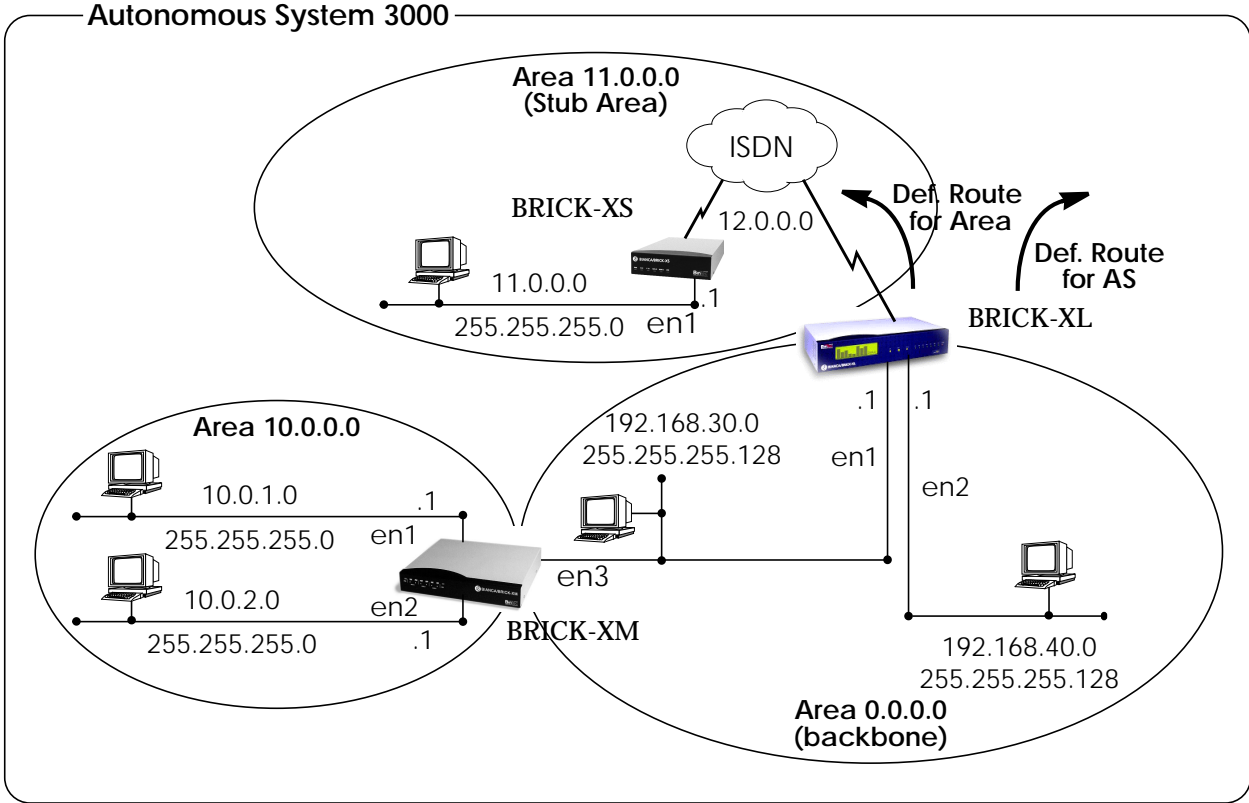 Autonomous System 3000
Area 11.0.0.0
(Stub Area)
ISDN
BRICK-XS
12.0.0.0
Def. Route
for Area
Def. Route
for AS
BRICK-XL
11.0.0.0
.1
255.255.255.0
en1
.1
.1
en1
en2
192.168.30.0
255.255.255.128
Area 10.0.0.0
10.0.1.0
.1
255.255.255.0
en1
BIANCA/BRICK-XM
en3
10.0.2.0
en2
255.255.255.0
.1
BRICK-XM
192.168.40.0
255.255.255.128
Area 0.0.0.0
(backbone)